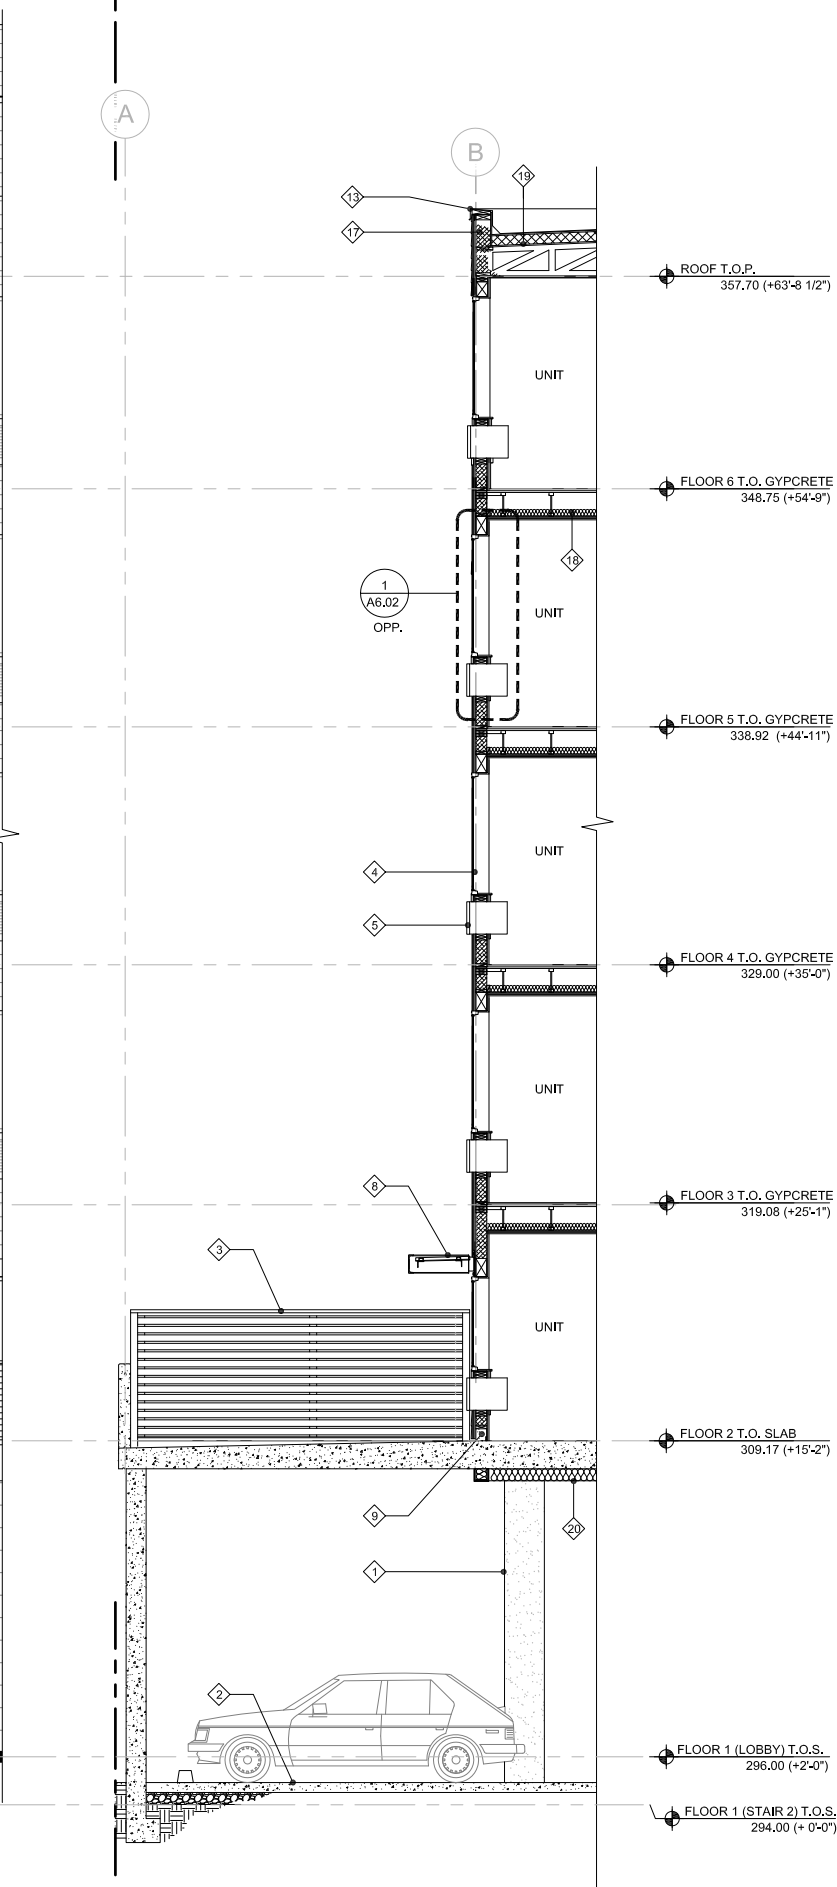 A
B
13
19
17
ROOF T.O.P.
357.70 (+63'-8 1/2")
UNIT
FLOOR 6 T.O. GYPCRETE
348.75 (+54'-9")
18
1
A6.02
OPP.
UNIT
FLOOR 5 T.O. GYPCRETE
338.92 (+44'-11")
UNIT
4
5
FLOOR 4 T.O. GYPCRETE
329.00 (+35'-0")
UNIT
8
FLOOR 3 T.O. GYPCRETE
319.08 (+25'-1")
3
UNIT
FLOOR 2 T.O. SLAB
309.17 (+15'-2")
9
20
1
2
FLOOR 1 (LOBBY) T.O.S.
296.00 (+2'-0")
FLOOR 1 (STAIR 2) T.O.S.
294.00 (+ 0'-0")